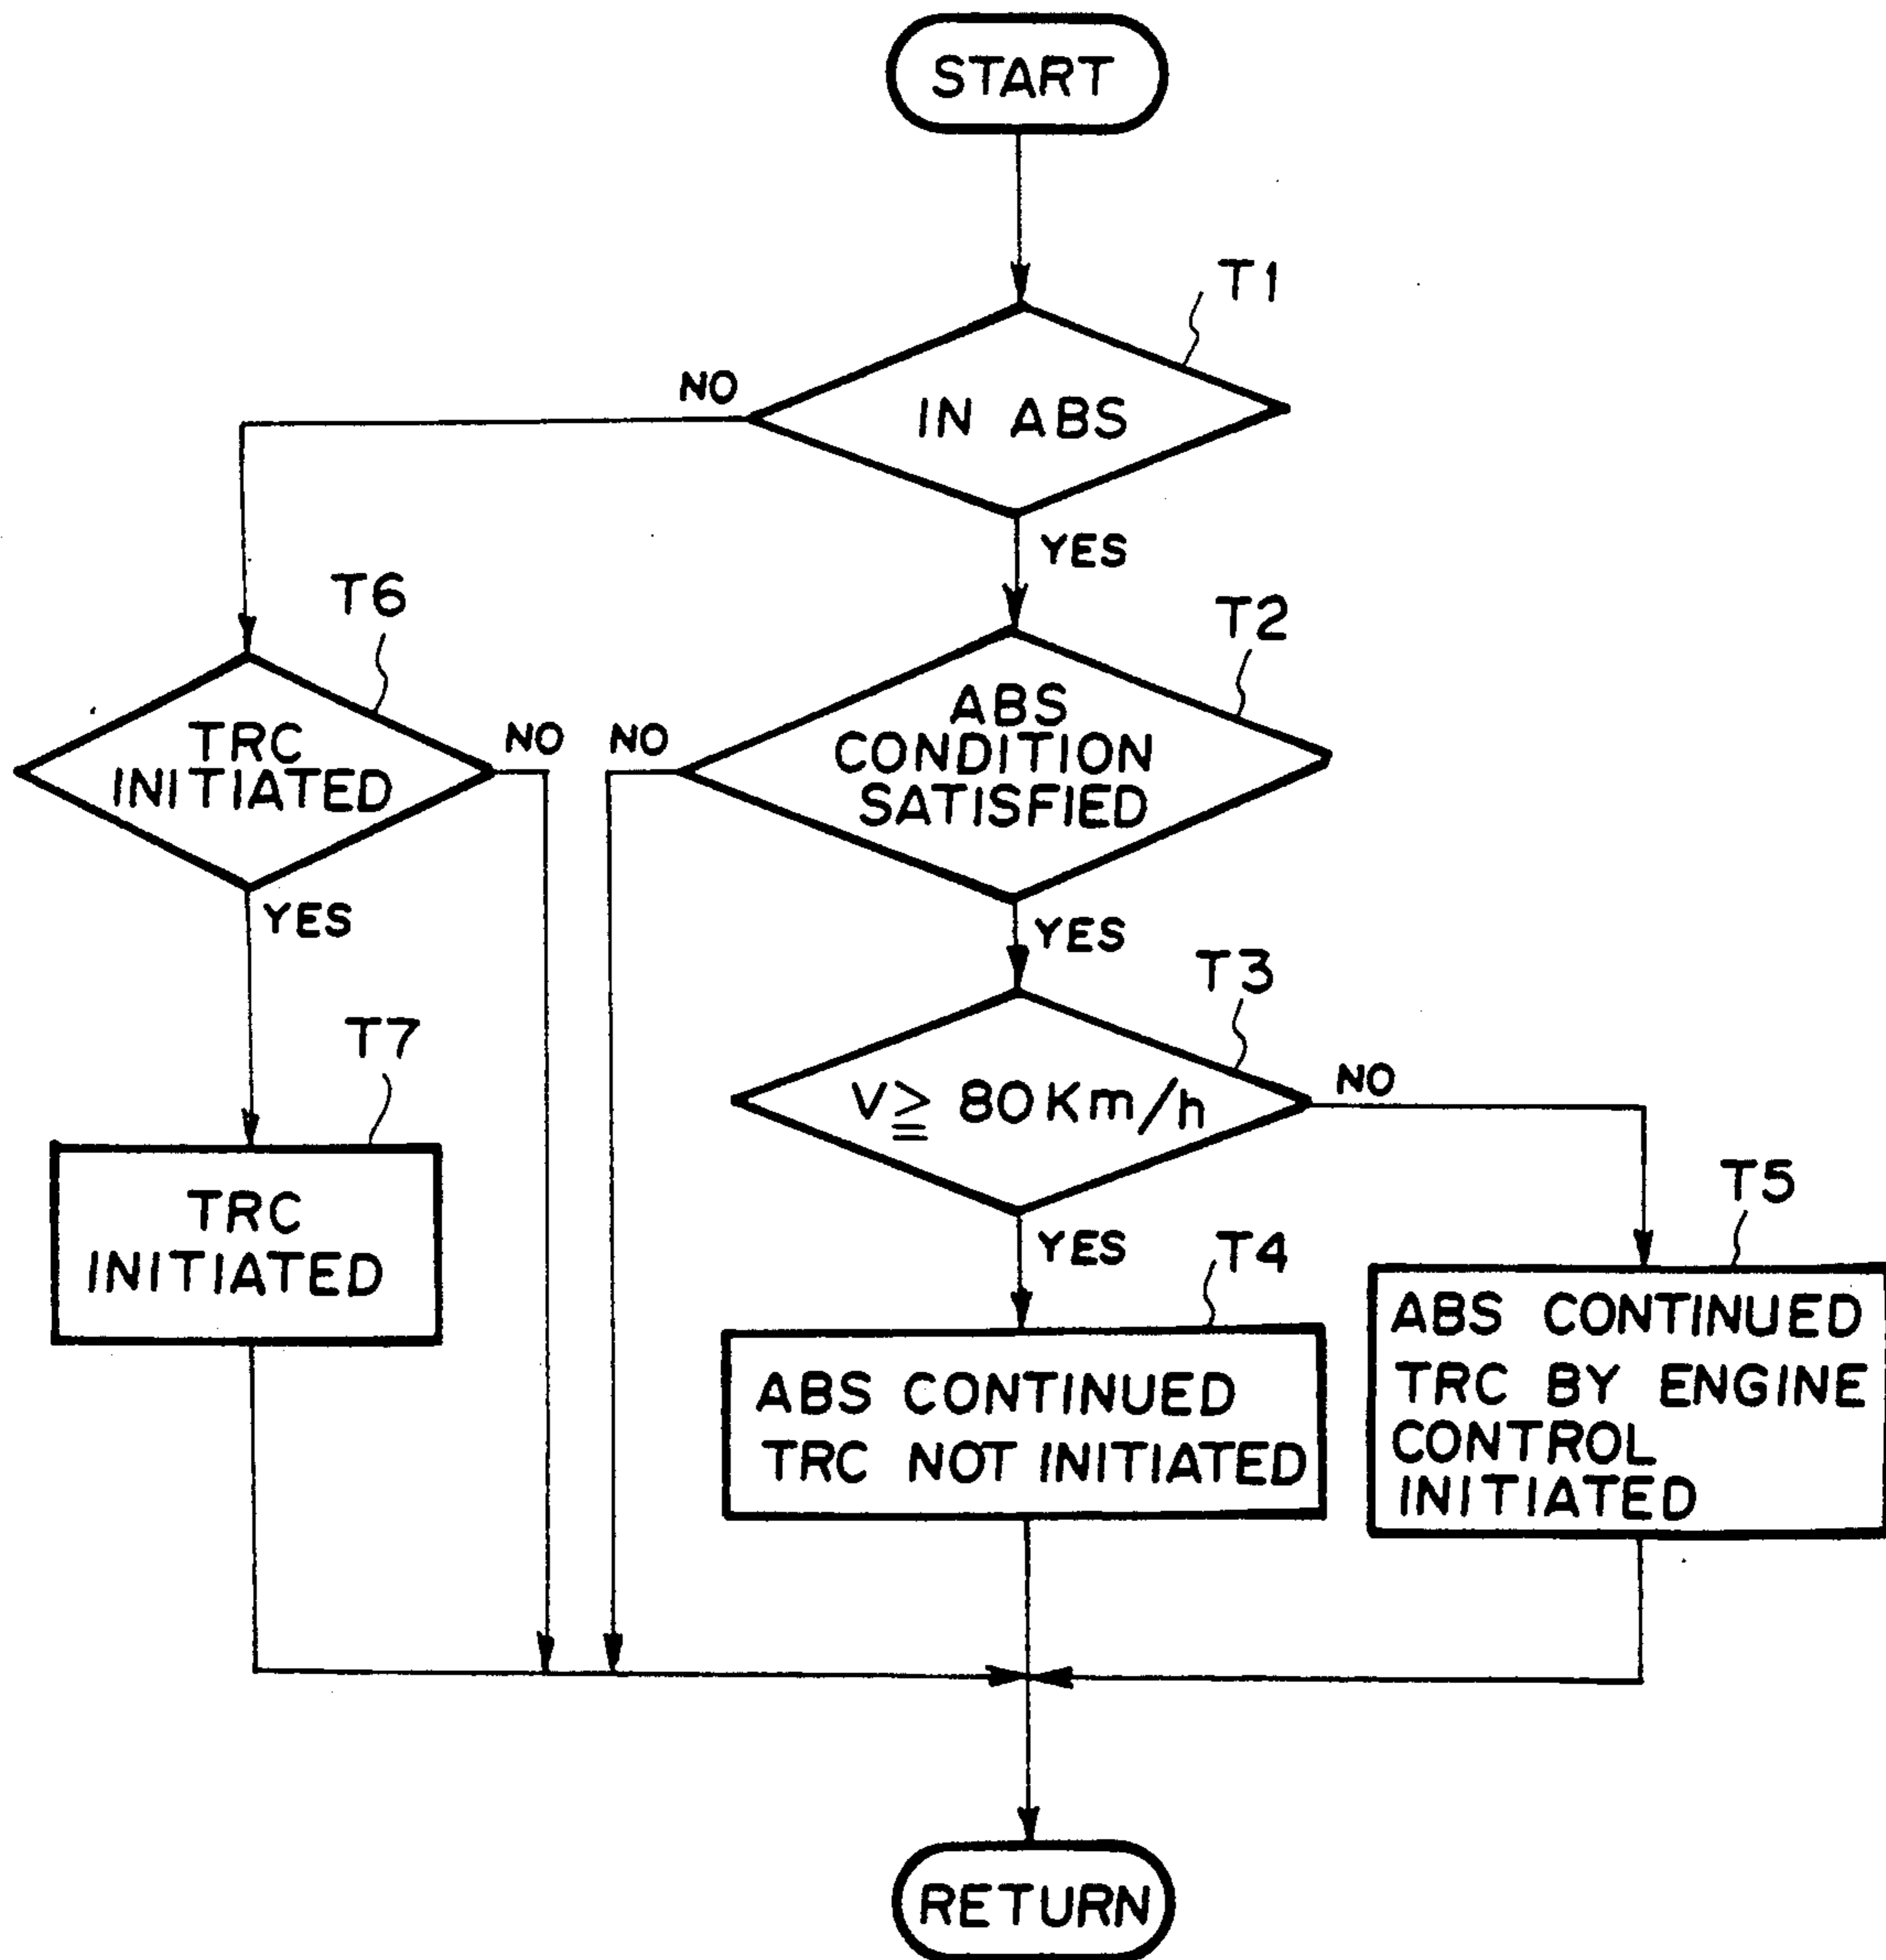 START
T1
NO
IN ABS
YES
T6
T2
TRC
INITIATED
NO
NO
ABS
CONDITION
SATISFIED
YES
YES
T3
T7
V ≧ 80 Km/h
NO
TRC
INITIATED
YES
T4
T5
ABS CONTINUED
TRC NOT INITIATED
ABS CONTINUED
TRC BY ENGINE
CONTROL
INITIATED
RETURN